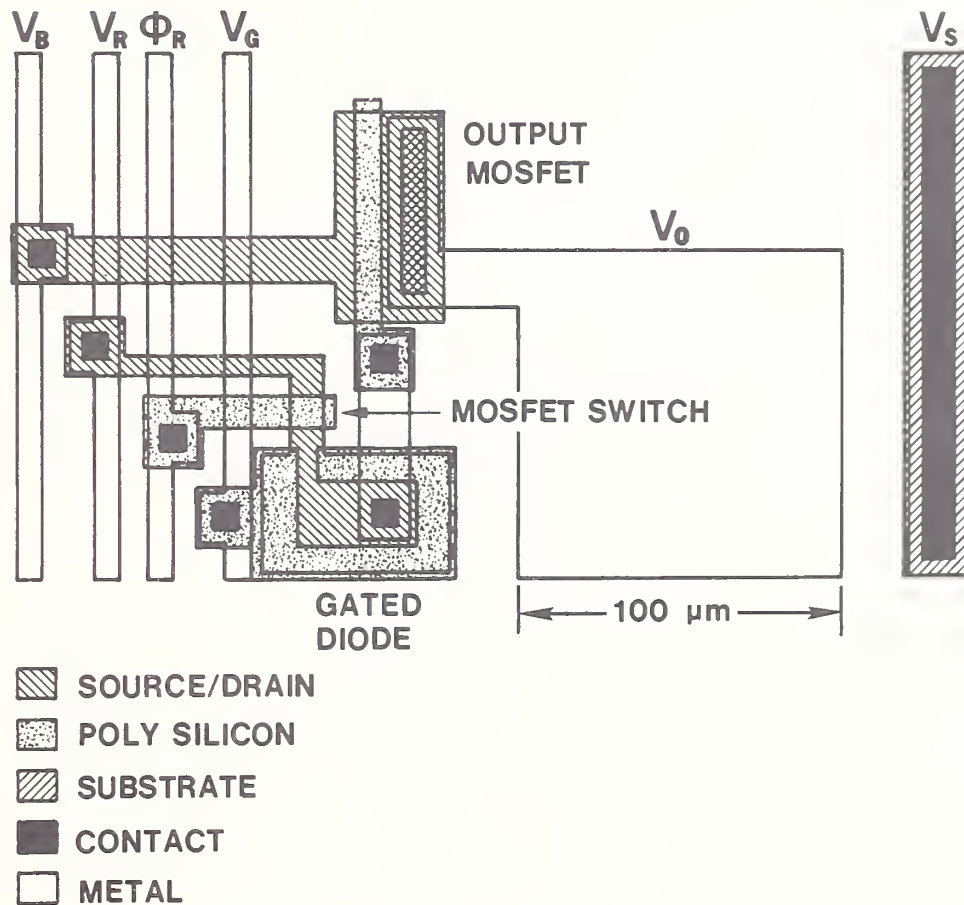 V_B V_R Φ_R V_G V_S
OUTPUT
MOSFET
V_O
MOSFET SWITCH
GATED
DIODE
100 μm
SOURCE/DRAIN
POLY SILICON
SUBSTRATE
CONTACT
METAL